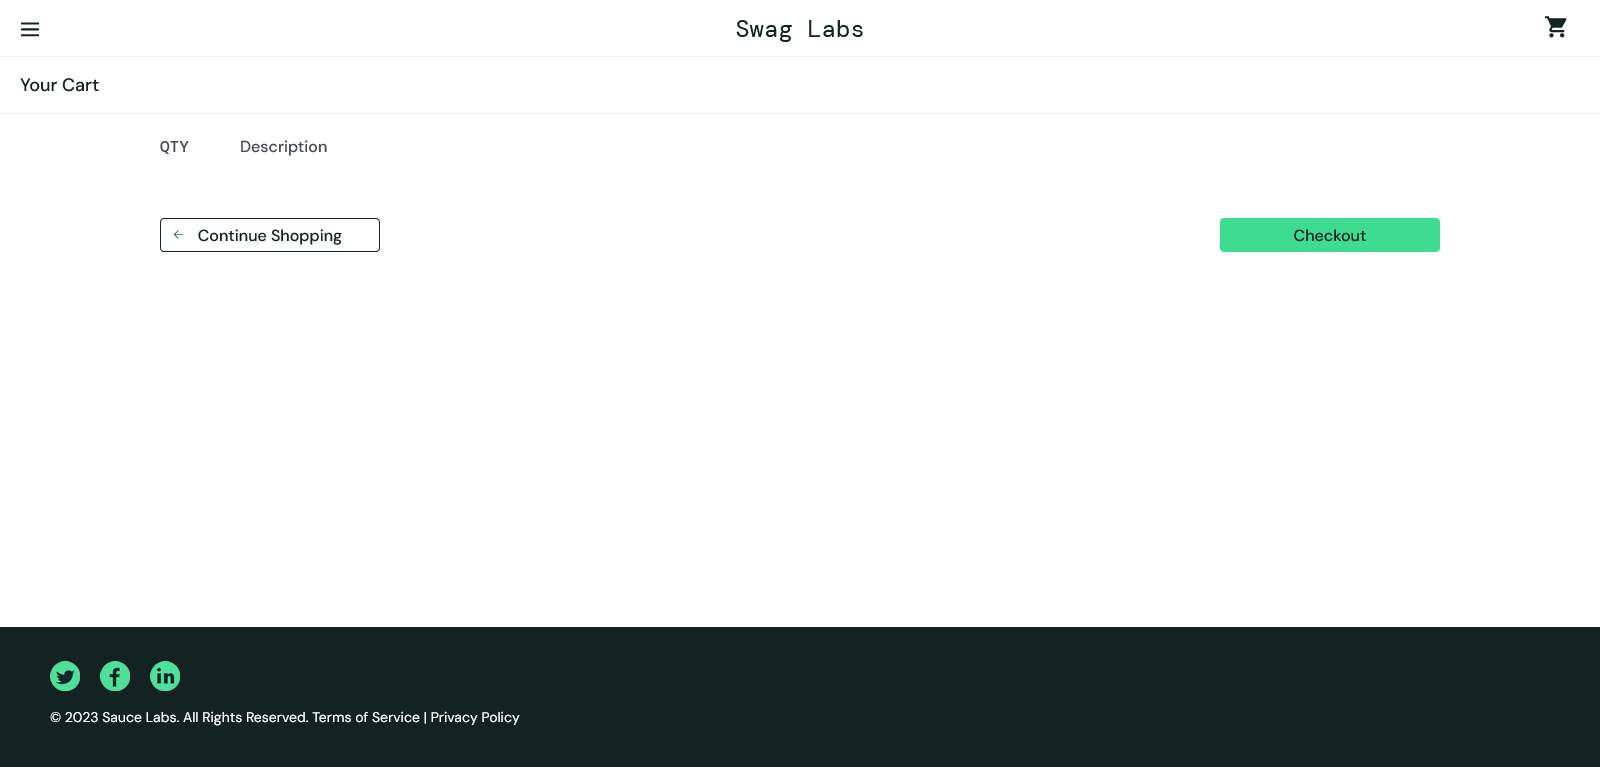 Swag Labs
Your Cart
QTY Description
Continue Shopping Checkout
© 2023 Sauce Labs. All Rights Reserved. Terms of Service | Privacy Policy